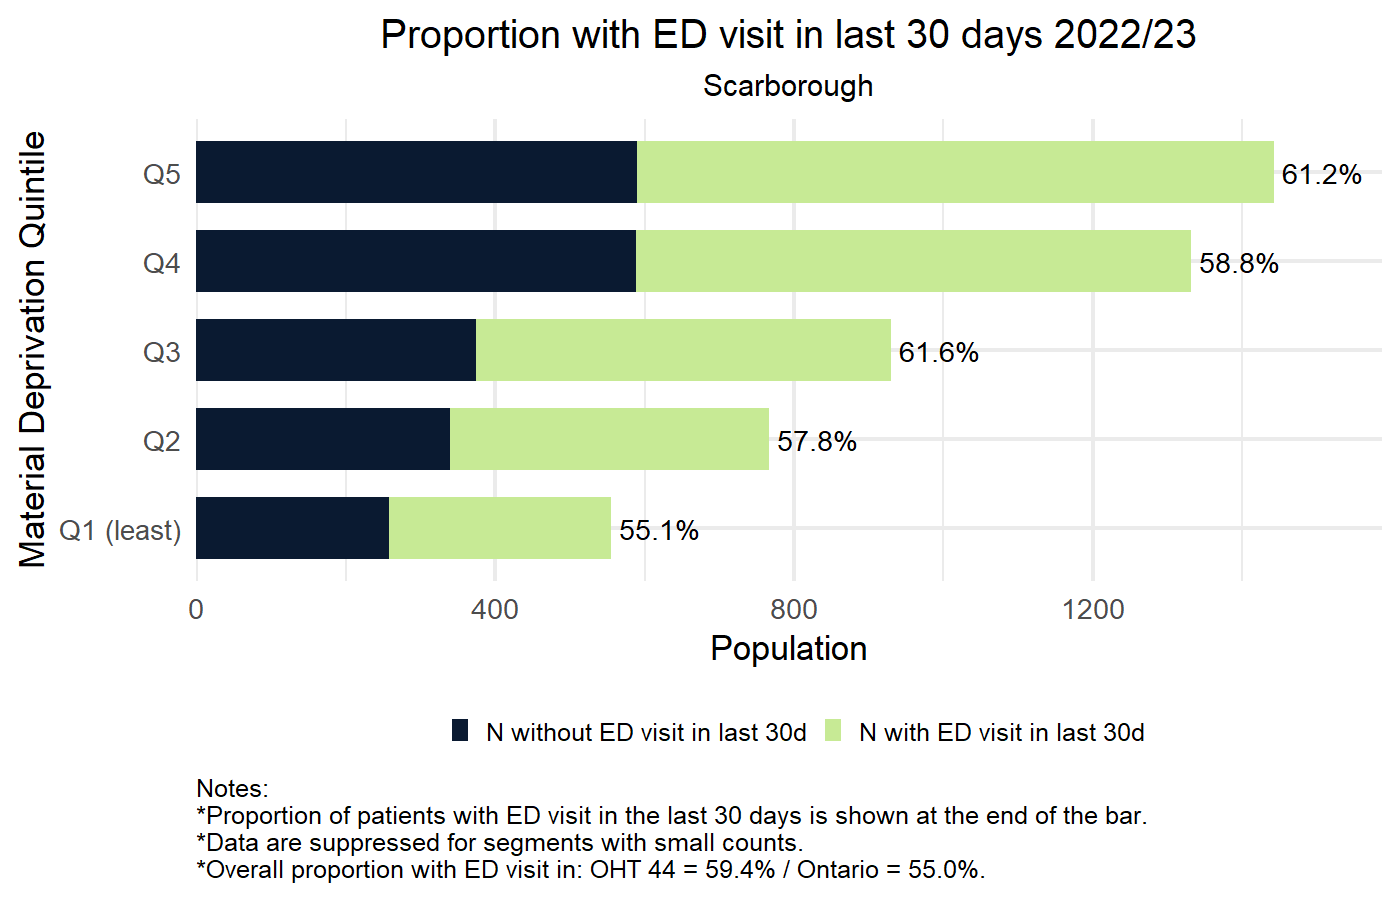 Proportion with ED visit in last 30 days 2022/23
Scarborough
Material Deprivation Quintile
Q5
61.2%
Q4
58.8%
Q3
61.6%
Q2
57.8%
Q1 (least)
55.1%
0
400
800
1200
Population
N without ED visit in last 30d
N with ED visit in last 30d
Notes:
*Proportion of patients with ED visit in the last 30 days is shown at the end of the bar.
*Data are suppressed for segments with small counts.
*Overall proportion with ED visit in: OHT 44 = 59.4% / Ontario = 55.0%.